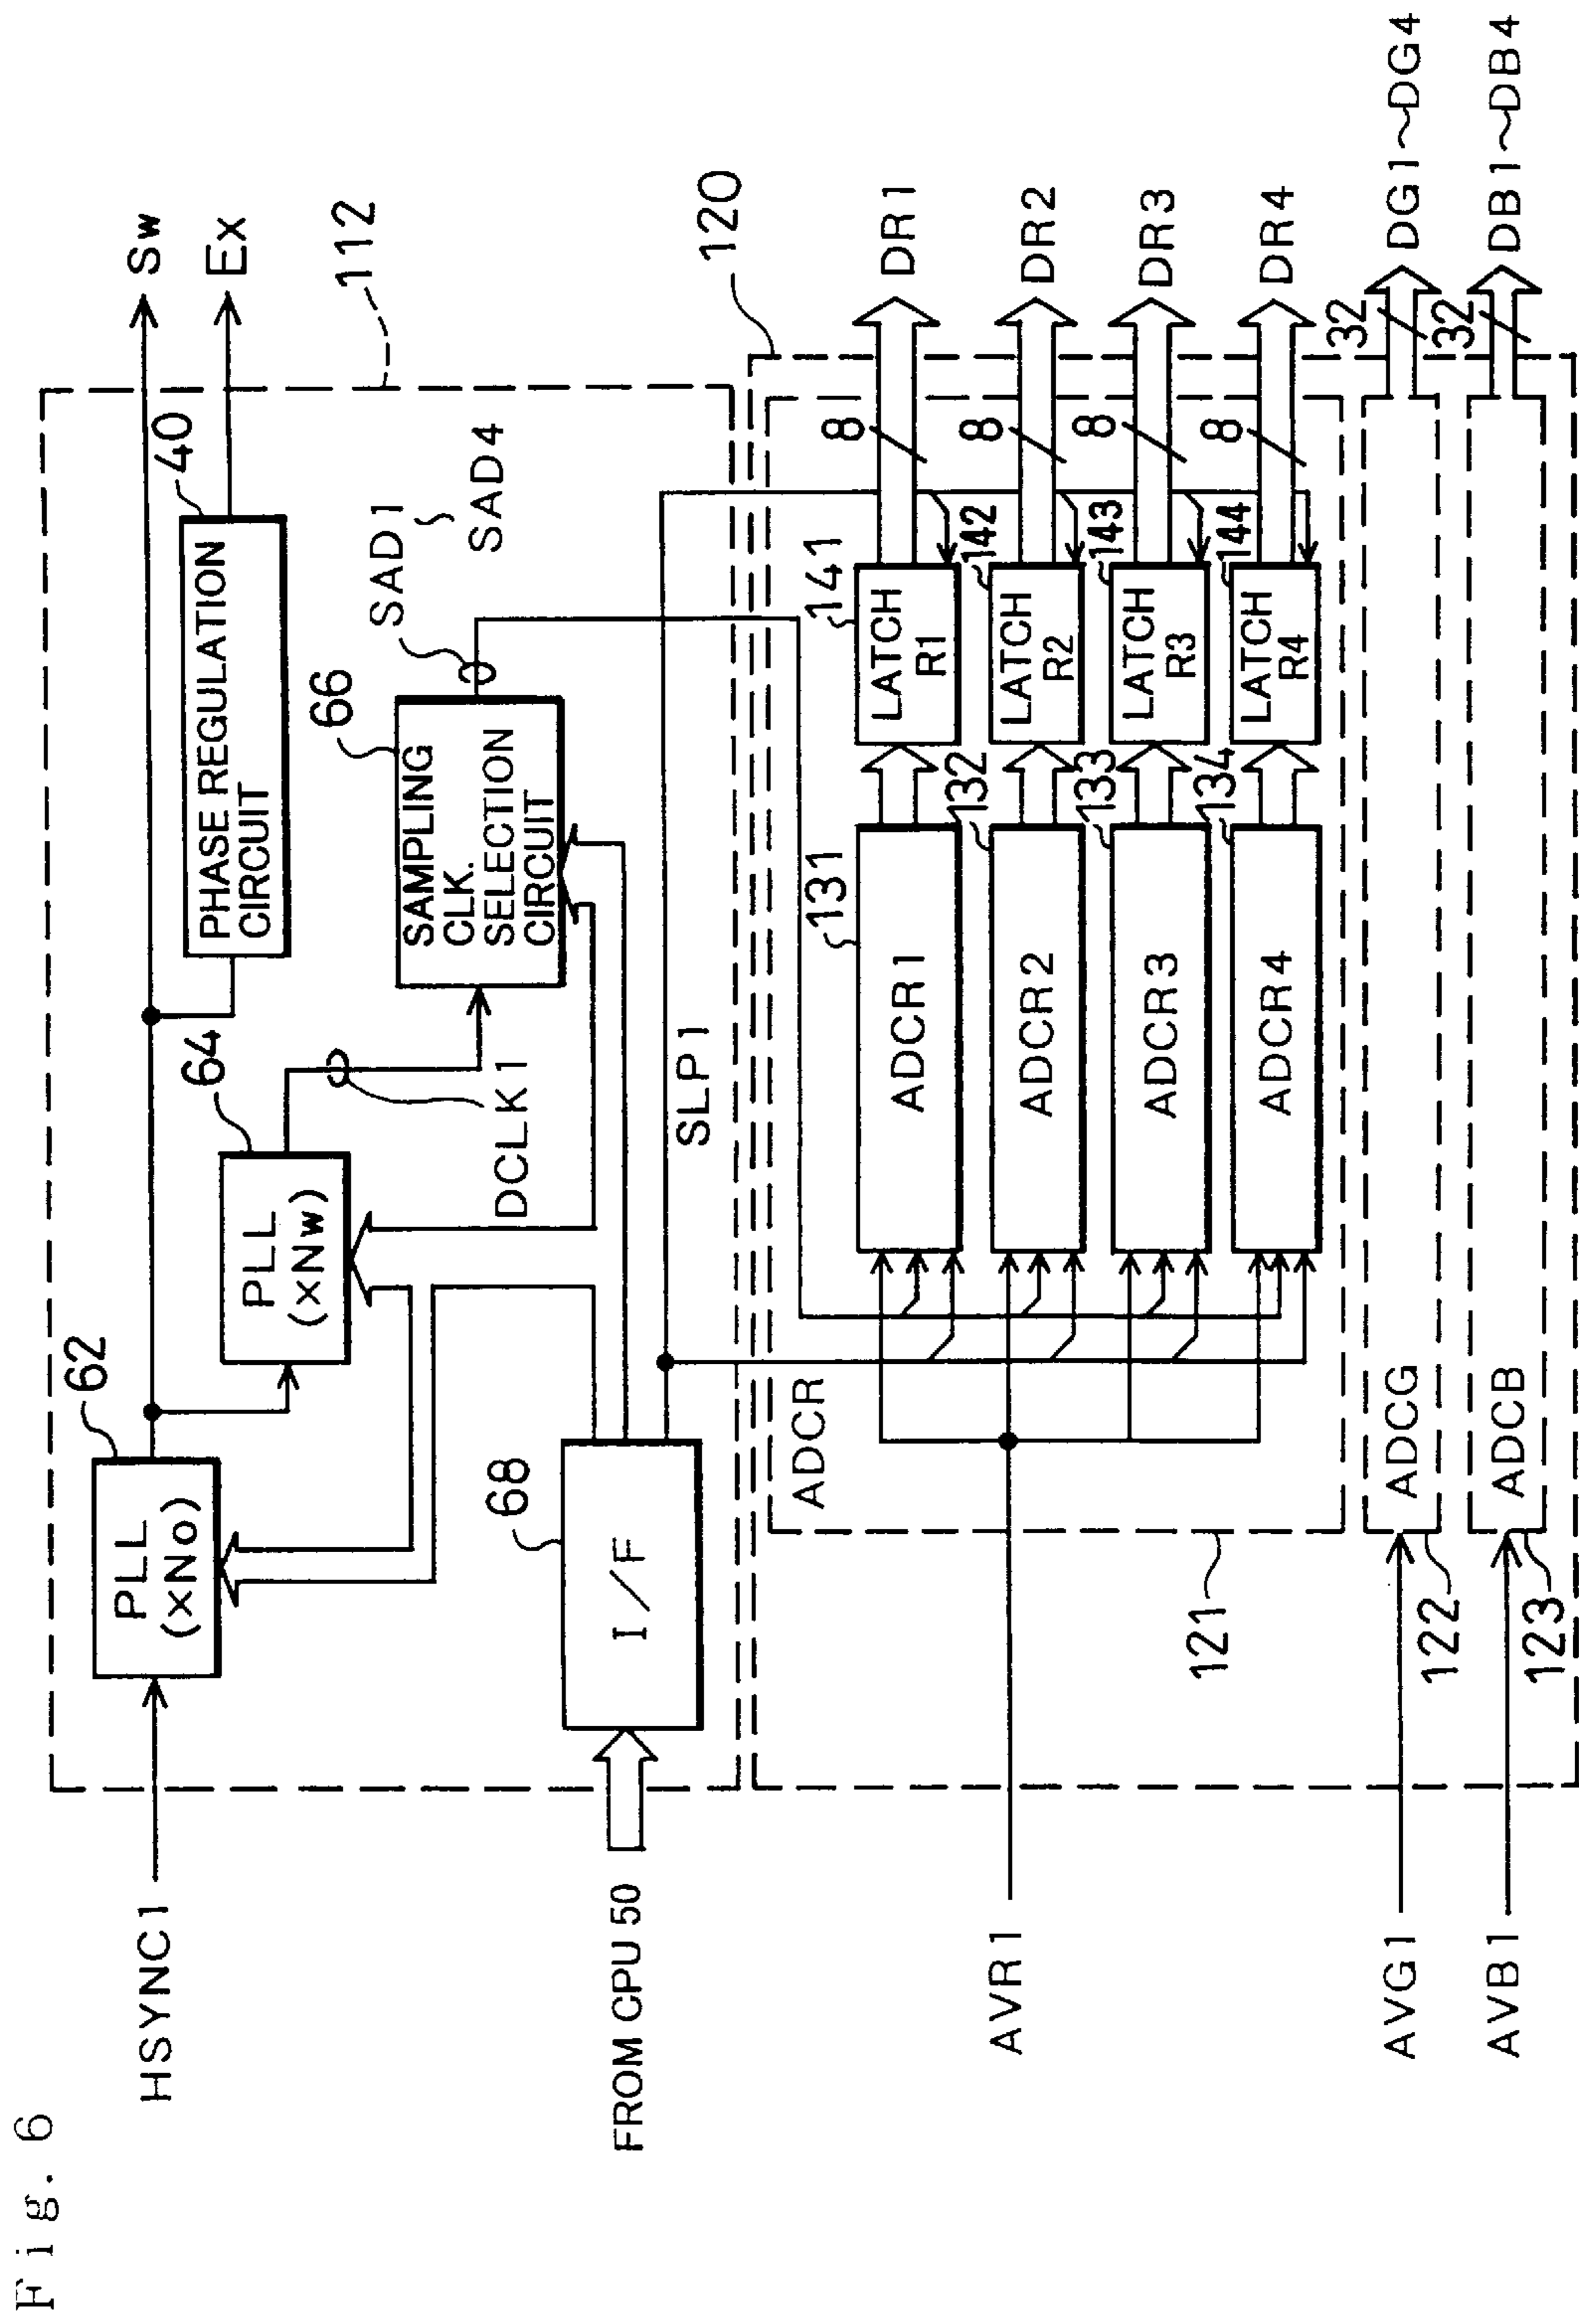 Fig. 6
HSYNC1
FROM CPU 50
62
PLL
(×No)
64
PLL
(×Nw)
DCLK1
68
I/F
40
PHASE REGULATION
CIRCUIT
66
SAMPLING
CLK.
SELECTION
CIRCUIT
SAD1
~
SAD4
SLP1
Sw
Ex
112
120
AVR1
AVG1
AVB1
121
122
123
ADCR
ADCG
ADCB
131
ADCR1
132
ADCR2
133
ADCR3
134
ADCR4
141
LATCH
R1
142
LATCH
R2
143
LATCH
R3
144
LATCH
R4
8
8
8
8
32
32
DR1
DR2
DR3
DR4
DG1~DG4
DB1~DB4